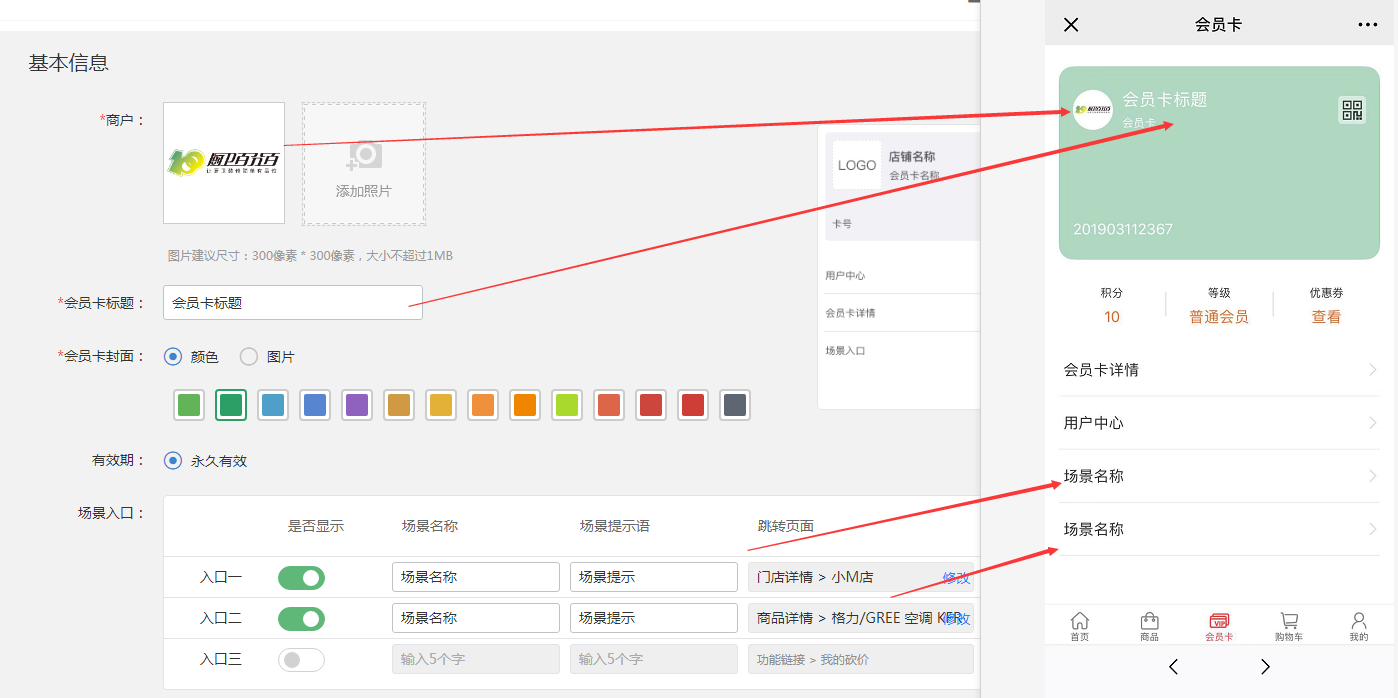 基本信息
*商户：
厨卫百分百
添加照片
图片建议尺寸：300像素 * 300像素，大小不超过1MB
*会员卡标题：
会员卡标题
*会员卡封面：
颜色
图片
有效期：
永久有效
场景入口：
是否显示
场景名称
场景提示语
跳转页面
入口一
场景名称
场景提示
门店详情 > 小M店
修改
入口二
场景名称
场景提示
商品详情 > 格力/GREE 空调 KFR
修改
入口三
输入5个字
输入5个字
功能链接 > 我的砍价
LOGO
店铺名称
会员卡名称
卡号
用户中心
会员卡详情
场景入口
会员卡
会员卡标题
会员卡
201903112367
积分
等级
优惠券
10
普通会员
查看
会员卡详情
用户中心
场景名称
场景名称
VIP
首页
商品
会员卡
购物车
我的